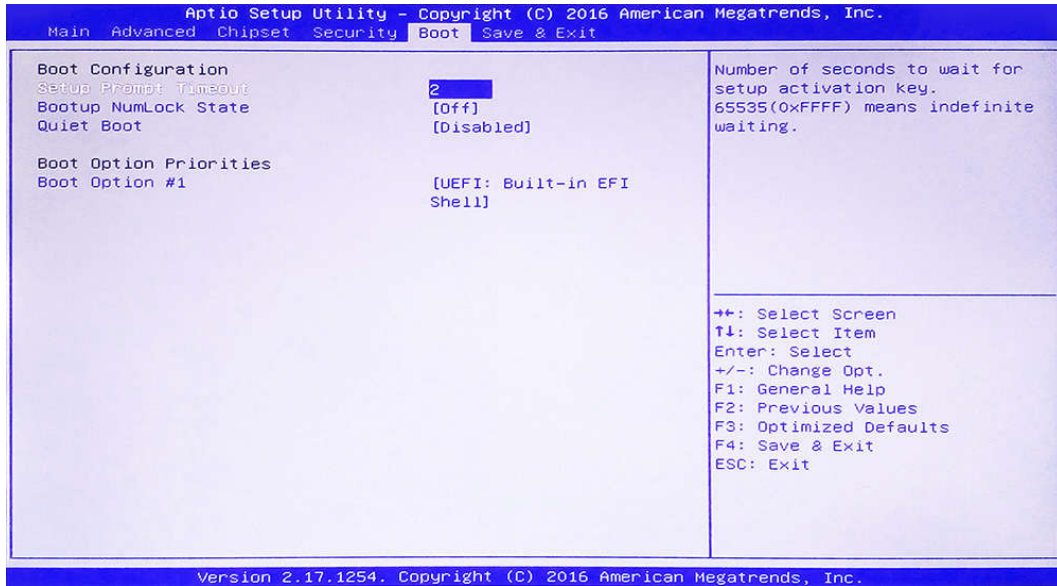 Aptio Setup Utility – Copyright (C) 2016 American Megatrends, Inc.
Main Advanced Chipset Security Boot Save & Exit
Boot Configuration
Setup Prompt Timeout 2
Bootup NumLock State [Off]
Quiet Boot [Disabled]
Boot Option Priorities
Boot Option #1 [UEFI: Built-in EFI
Shell]
Number of seconds to wait for
setup activation key.
65535(0xFFFF) means indefinite
waiting.
→←: Select Screen
↑↓: Select Item
Enter: Select
+/-: Change Opt.
F1: General Help
F2: Previous Values
F3: Optimized Defaults
F4: Save & Exit
ESC: Exit
Version 2.17.1254. Copyright (C) 2016 American Megatrends, Inc.